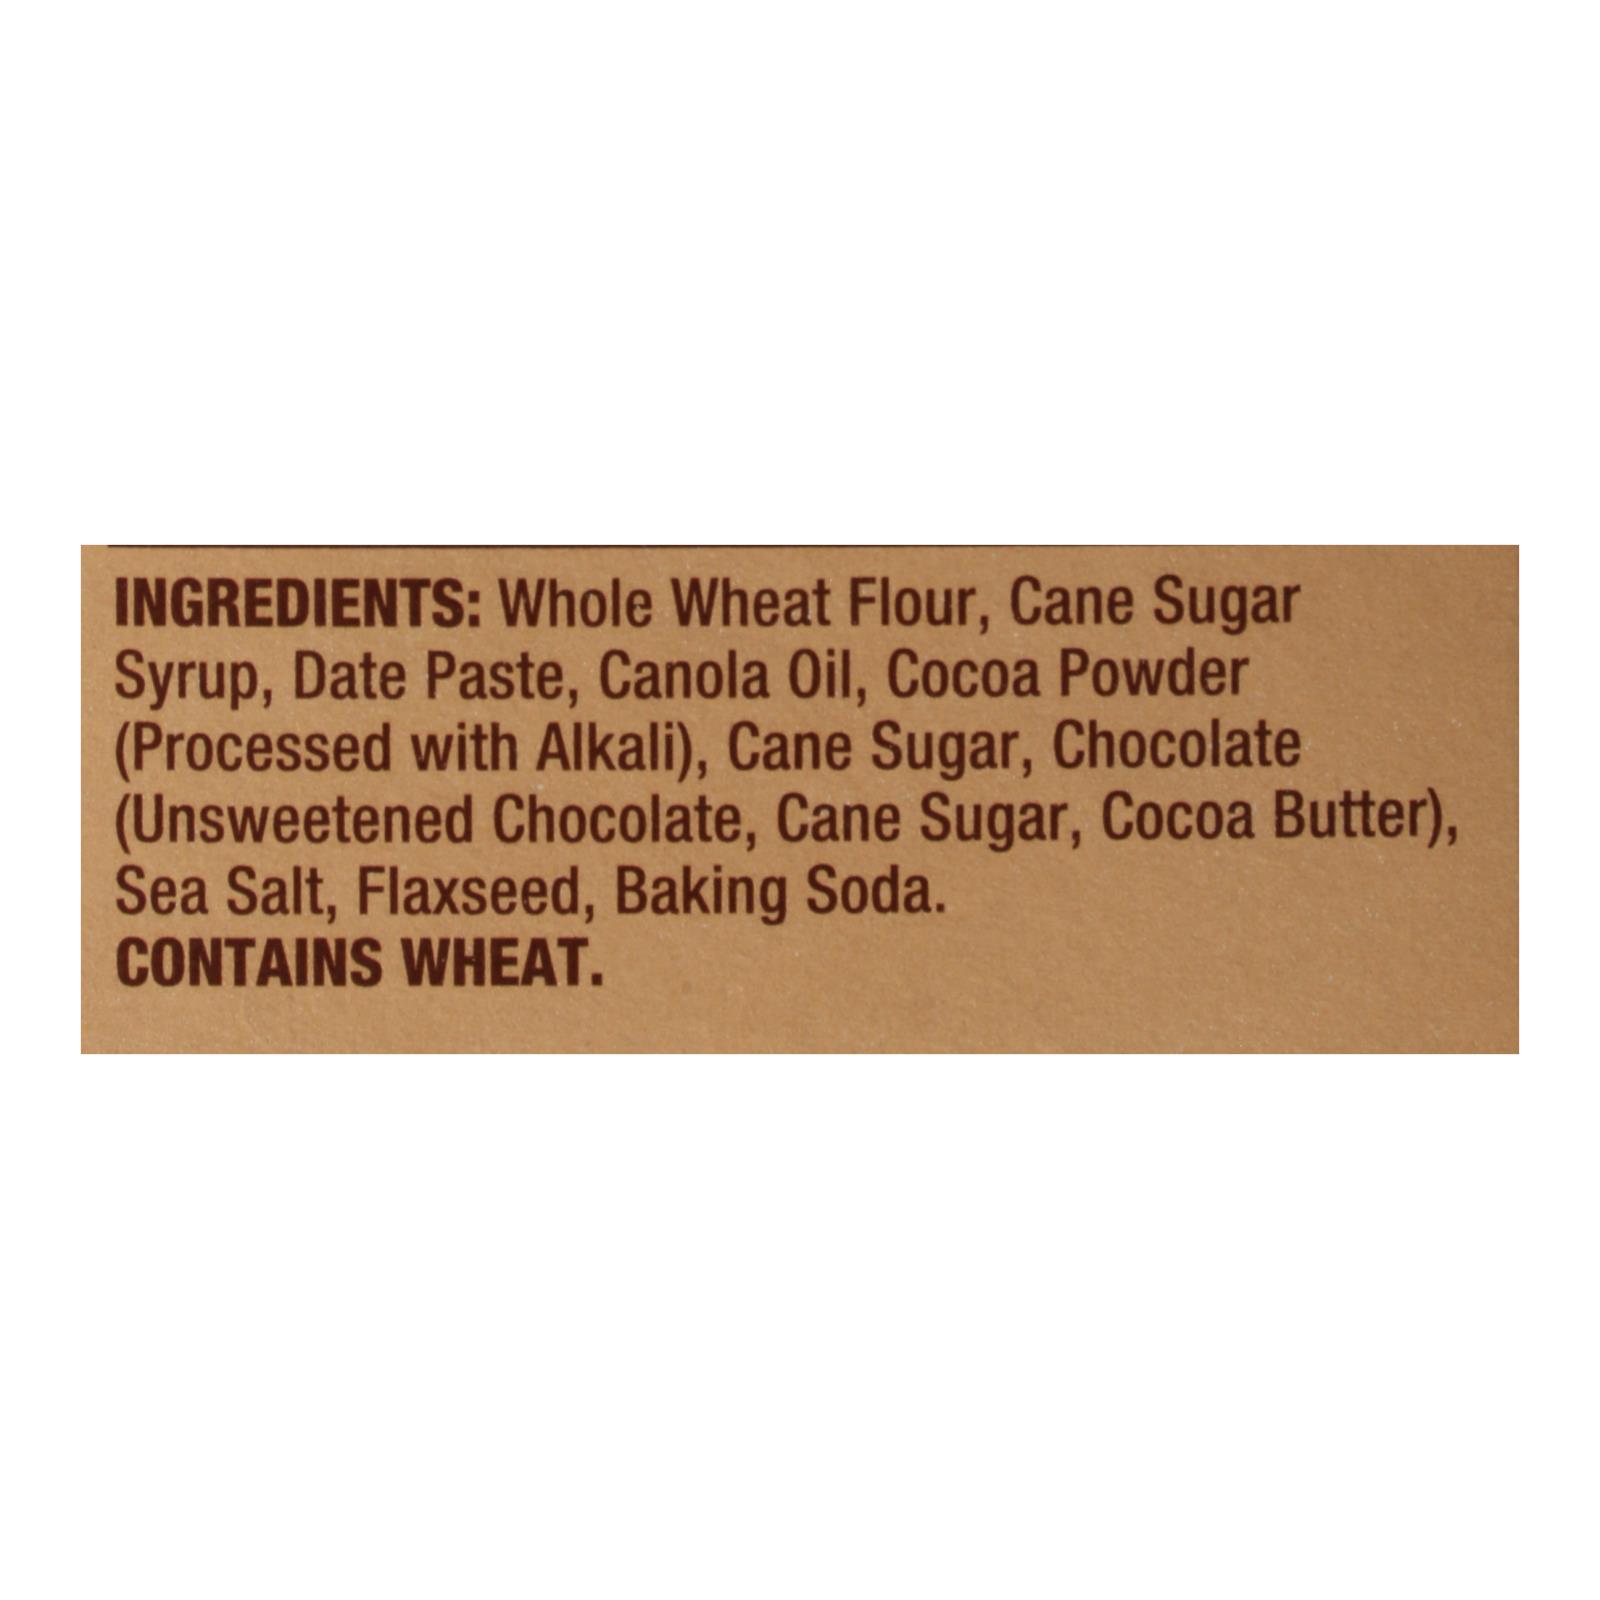 INGREDIENTS: Whole Wheat Flour, Cane Sugar
Syrup, Date Paste, Canola Oil, Cocoa Powder
(Processed with Alkali), Cane Sugar, Chocolate
(Unsweetened Chocolate, Cane Sugar, Cocoa Butter),
Sea Salt, Flaxseed, Baking Soda.
CONTAINS WHEAT.